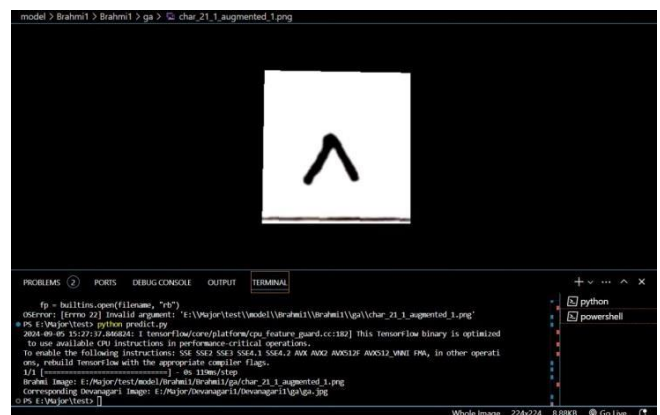 model > Brahmi1 > Brahmi1 > ga > char_21_1_augmented_1.png
𑀕
PROBLEMS 2 PORTS DEBUG CONSOLE OUTPUT TERMINAL
fp = builtins.open(filename, "rb")
OSError: [Errno 22] Invalid argument: 'E:\\Major\\test\\model\\Brahmi1\\Brahmi1\\ga\\char_21_1_augmented_1.png'
PS E:\Major\test> python predict.py
2024-09-05 15:27:37.846824: I tensorflow/core/platform/cpu_feature_guard.cc:182] This TensorFlow binary is optimized
to use available CPU instructions in performance-critical operations.
To enable the following instructions: SSE SSE2 SSE3 SSE4.1 SSE4.2 AVX AVX2 AVX512F AVX512_VNNI FMA, in other operati
ons, rebuild TensorFlow with the appropriate compiler flags.
1/1 [==============================] - 0s 119ms/step
Brahmi Image: E:/Major/test/model/Brahmi1/Brahmi1/ga/char_21_1_augmented_1.png
Corresponding Devanagari Image: E:/Major/Devanagari1/Devanagari1\ga\ga.jpg
PS E:\Major\test>
python
powershell
Whole Image 224x224 8.88KB Go Live